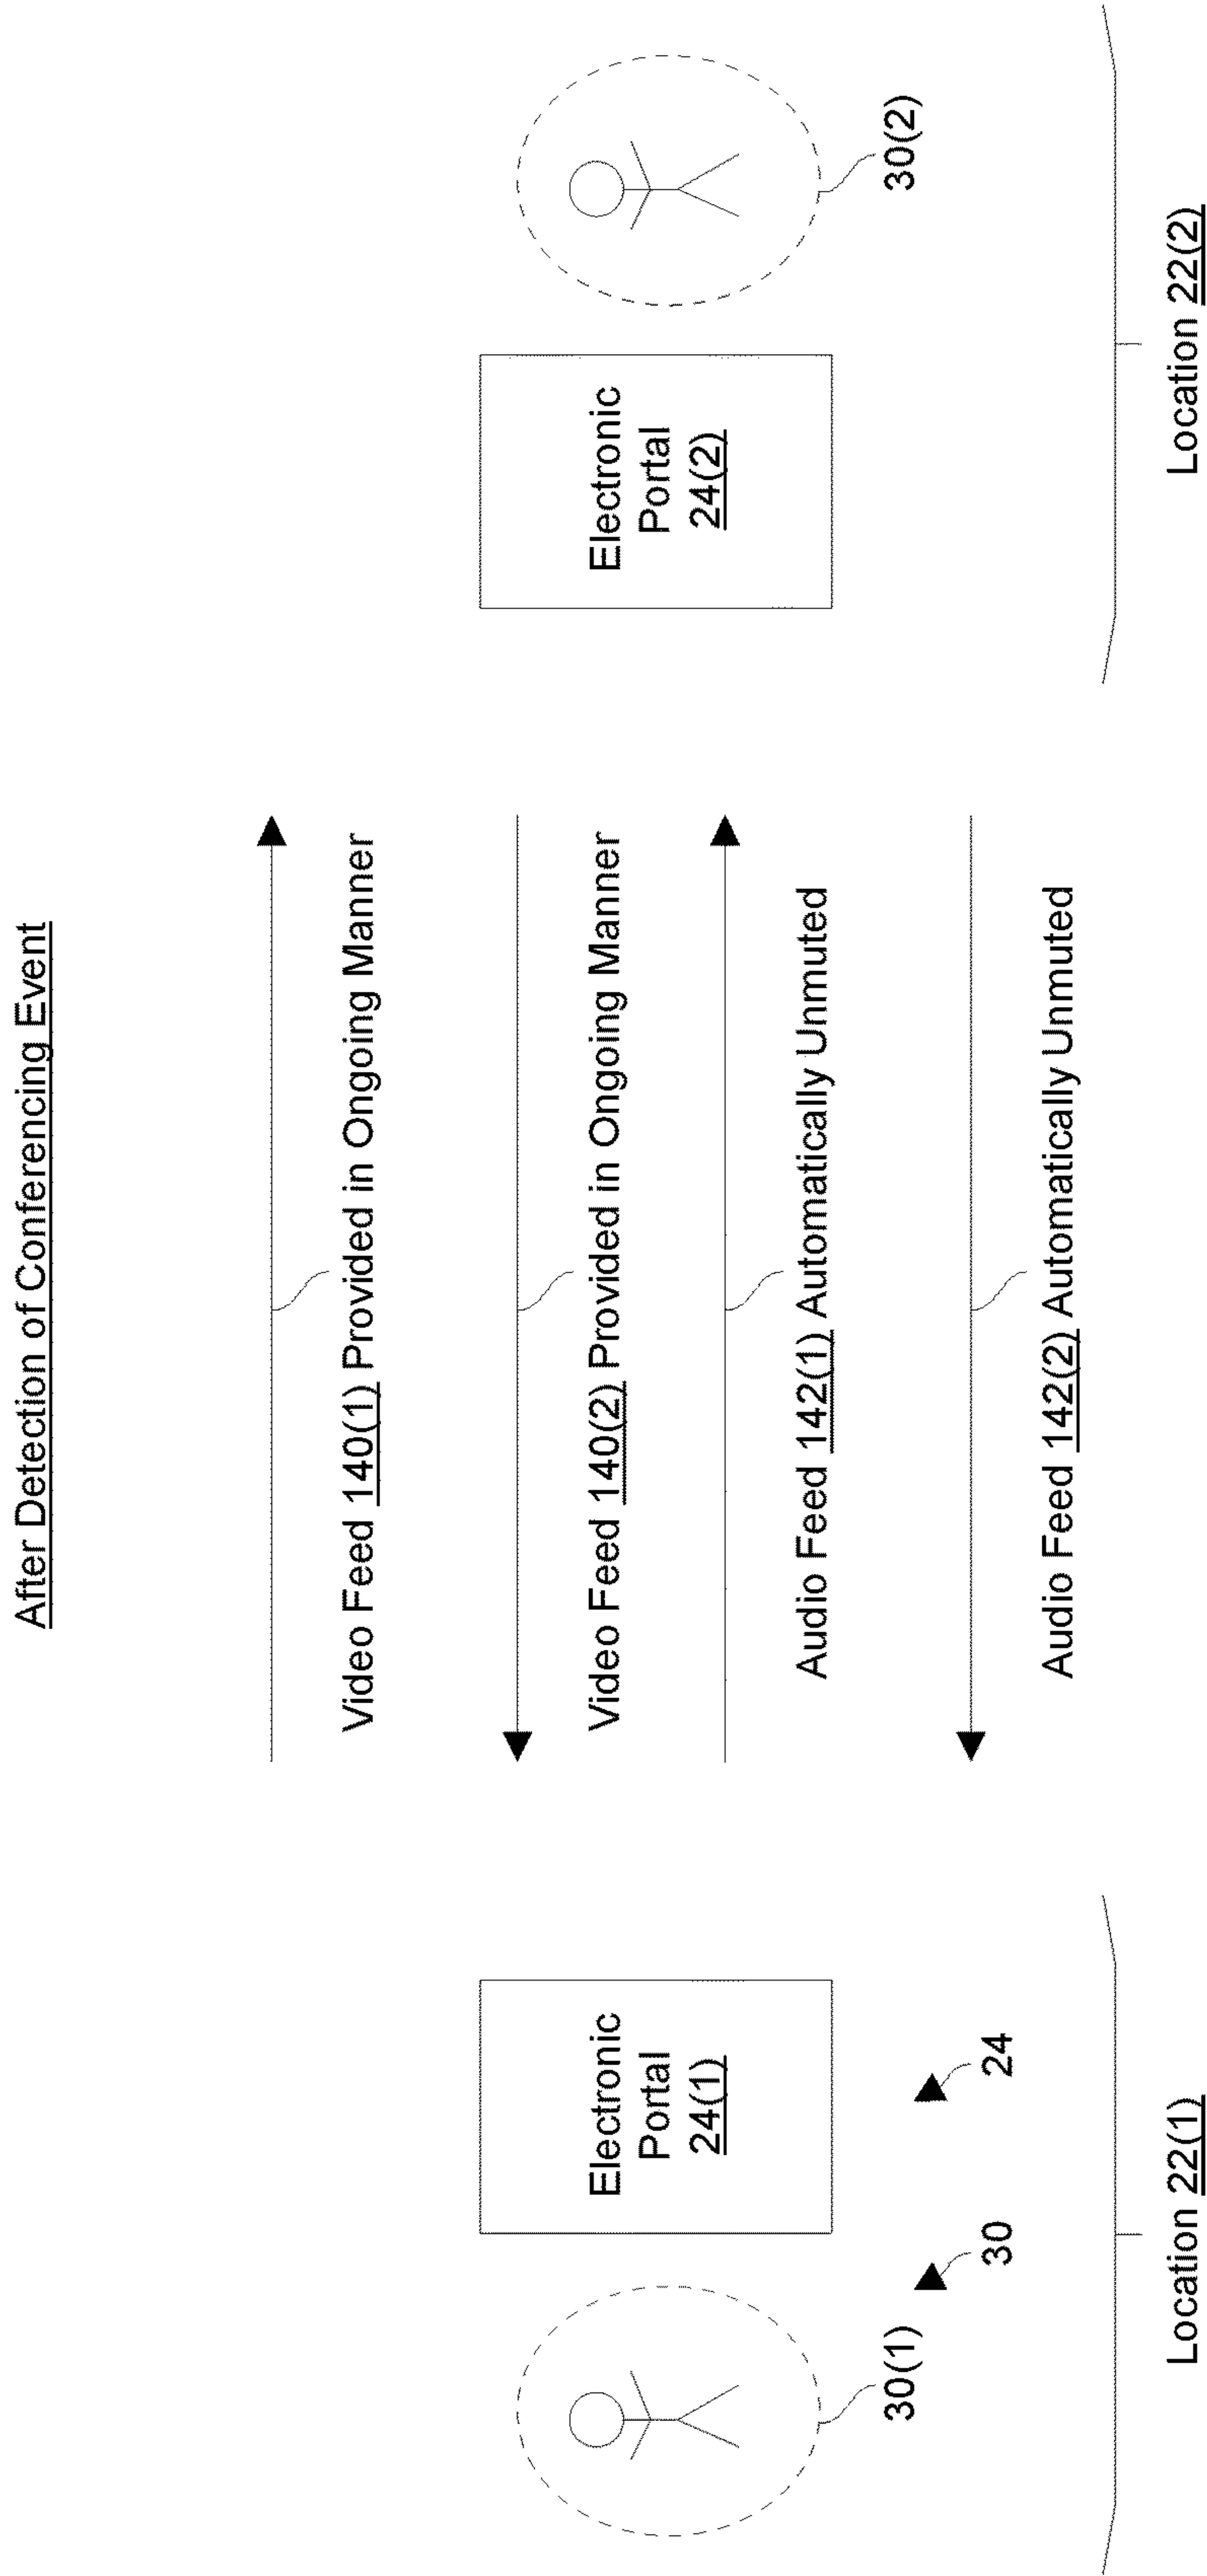 After Detection of Conferencing Event
Video Feed 140(1) Provided in Ongoing Manner
Video Feed 140(2) Provided in Ongoing Manner
Audio Feed 142(1) Automatically Unmuted
Audio Feed 142(2) Automatically Unmuted
Electronic
Portal
24(1)
30(1)
30
24
Location 22(1)
Electronic
Portal
24(2)
30(2)
Location 22(2)